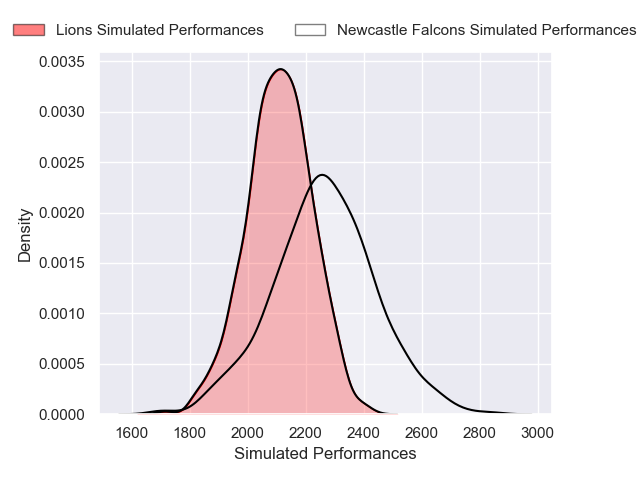 Lions Simulated Performances
Newcastle Falcons Simulated Performances
0.0035
0.0030
0.0025
0.0020
0.0015
0.0010
0.0005
0.0000
Density
1600 1800 2000 2200 2400 2600 2800 3000
Simulated Performances